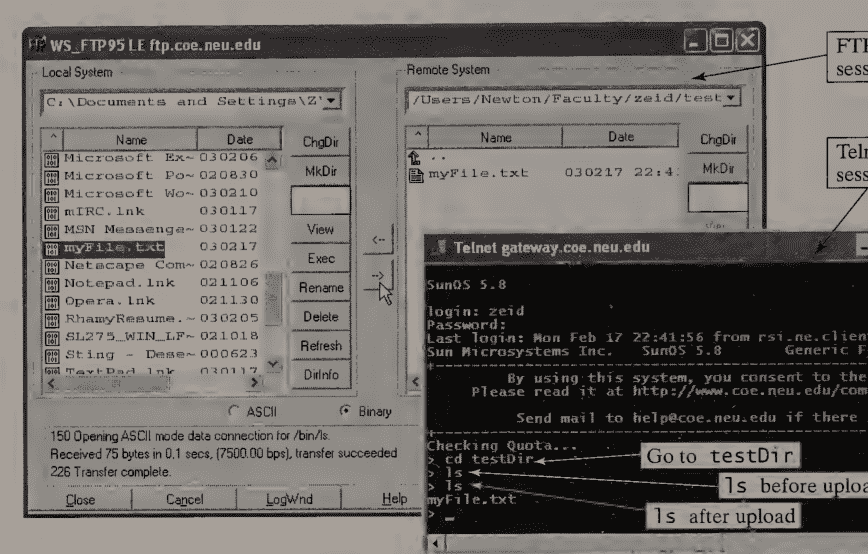 WS_FTP95 LE ftp.coe.neu.edu
Local System
C:\Documents and Settings\Z'
^ Name Date
Microsoft Ex~ 030206
Microsoft Po~ 020830
Microsoft Wo~ 030210
mIRC.lnk 030117
MSN Messenge~ 030122
myFile.txt 030217
Netscape Com~ 020826
Notepad.lnk 021106
Opera.lnk 021130
RhamyResume.~ 030205
SL275_WIN_LF~ 021018
Sting - Dese~ 000623
TextPad.lnk 030117
ChgDir
MkDir
View
Exec
Rename
Delete
Refresh
DirInfo
<--
-->
Remote System
/Users/Newton/Faculty/zeid/test
^ Name Date
..
myFile.txt 030217 22:4
ChgDir
MkDir
ASCII
Binary
150 Opening ASCII mode data connection for /bin/ls.
Received 75 bytes in 0.1 secs, (7500.00 bps), transfer succeeded
226 Transfer complete.
Close Cancel LogWnd Help
FTP
sess
Teln
sess
Telnet gateway.coe.neu.edu
SunOS 5.8
login: zeid
Password:
Last login: Mon Feb 17 22:41:56 from rsi.ne.client
Sun Microsystems Inc. SunOS 5.8 Generic F
By using this system, you consent to the
Please read it at http://www.coe.neu.edu/com
Send mail to help@coe.neu.edu if there
Checking Quota...
> cd testDir
Go to testDir
> ls
ls before uploa
> ls
myFile.txt
ls after upload
> _